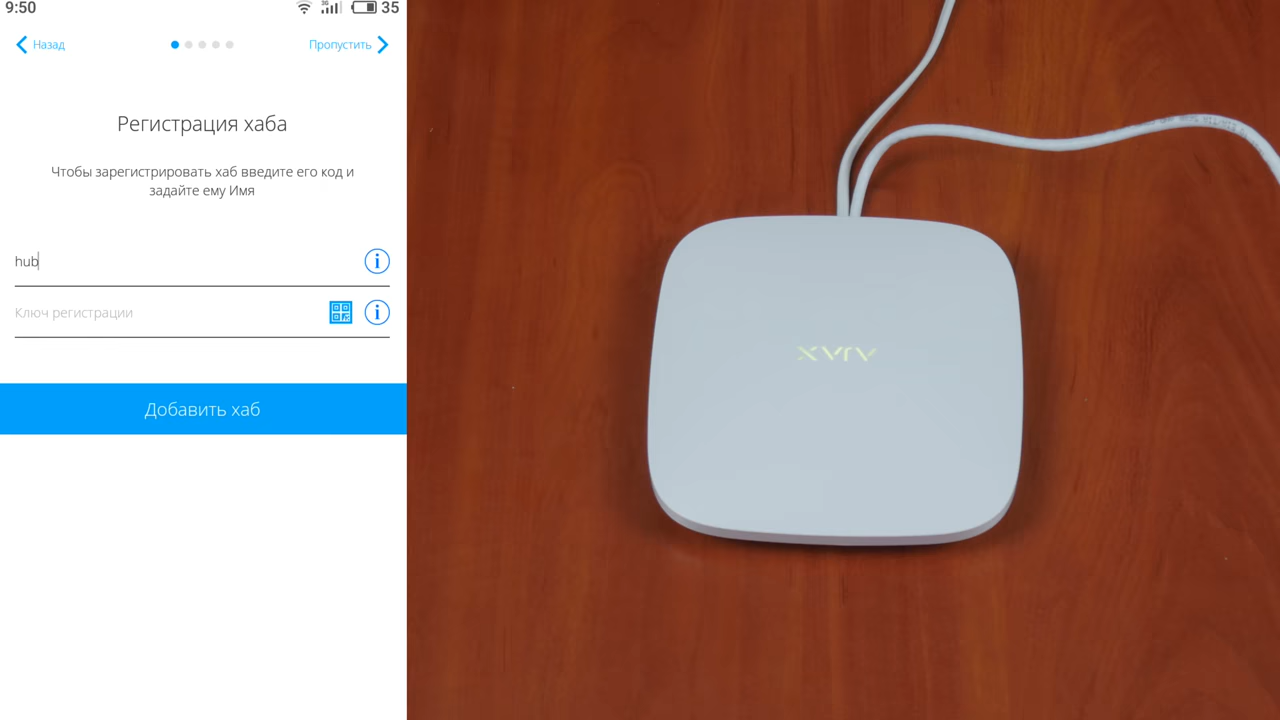 9:50
3G
35
Назад
Пропустить
Регистрация хаба
Чтобы зарегистрировать хаб введите его код и
задайте ему Имя
hub
Ключ регистрации
Добавить хаб
AJAX